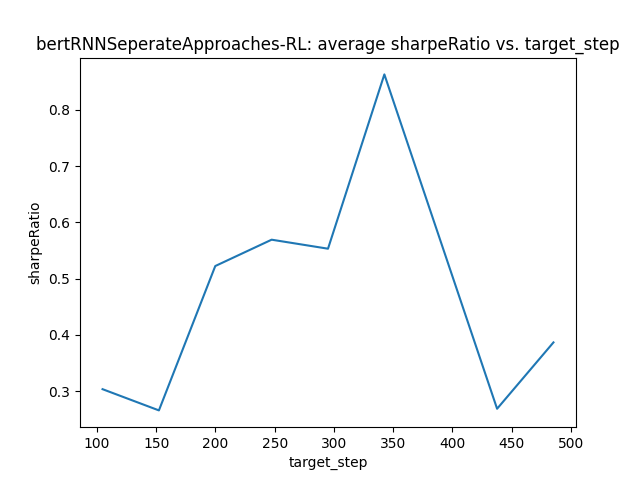 bertRNNSeperateApproaches-RL: average sharpeRatio vs. target_step
sharpeRatio
0.8
0.7
0.6
0.5
0.4
0.3
100 150 200 250 300 350 400 450 500
target_step